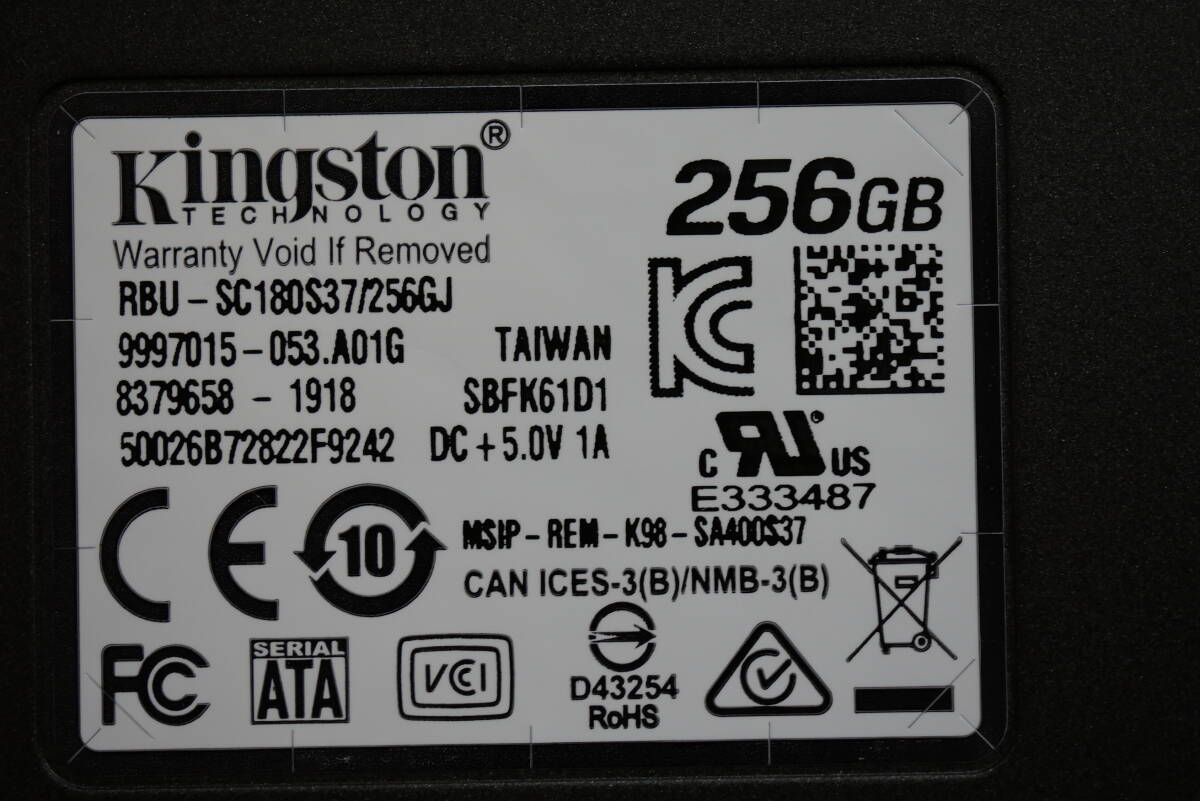 Kingston®
TECHNOLOGY
256GB
Warranty Void If Removed
RBU - SC180S37/256GJ
9997015 - 053.A01G TAIWAN
8379658 - 1918 SBFK61D1
50026B72822F9242 DC + 5.0V 1A
C RU® US
E333487
CE
10
MSIP - REM - K98 - SA400S37
CAN ICES-3(B)/NMB-3(B)
FC
SERIAL
ATA
VCCI
D43254
RoHS